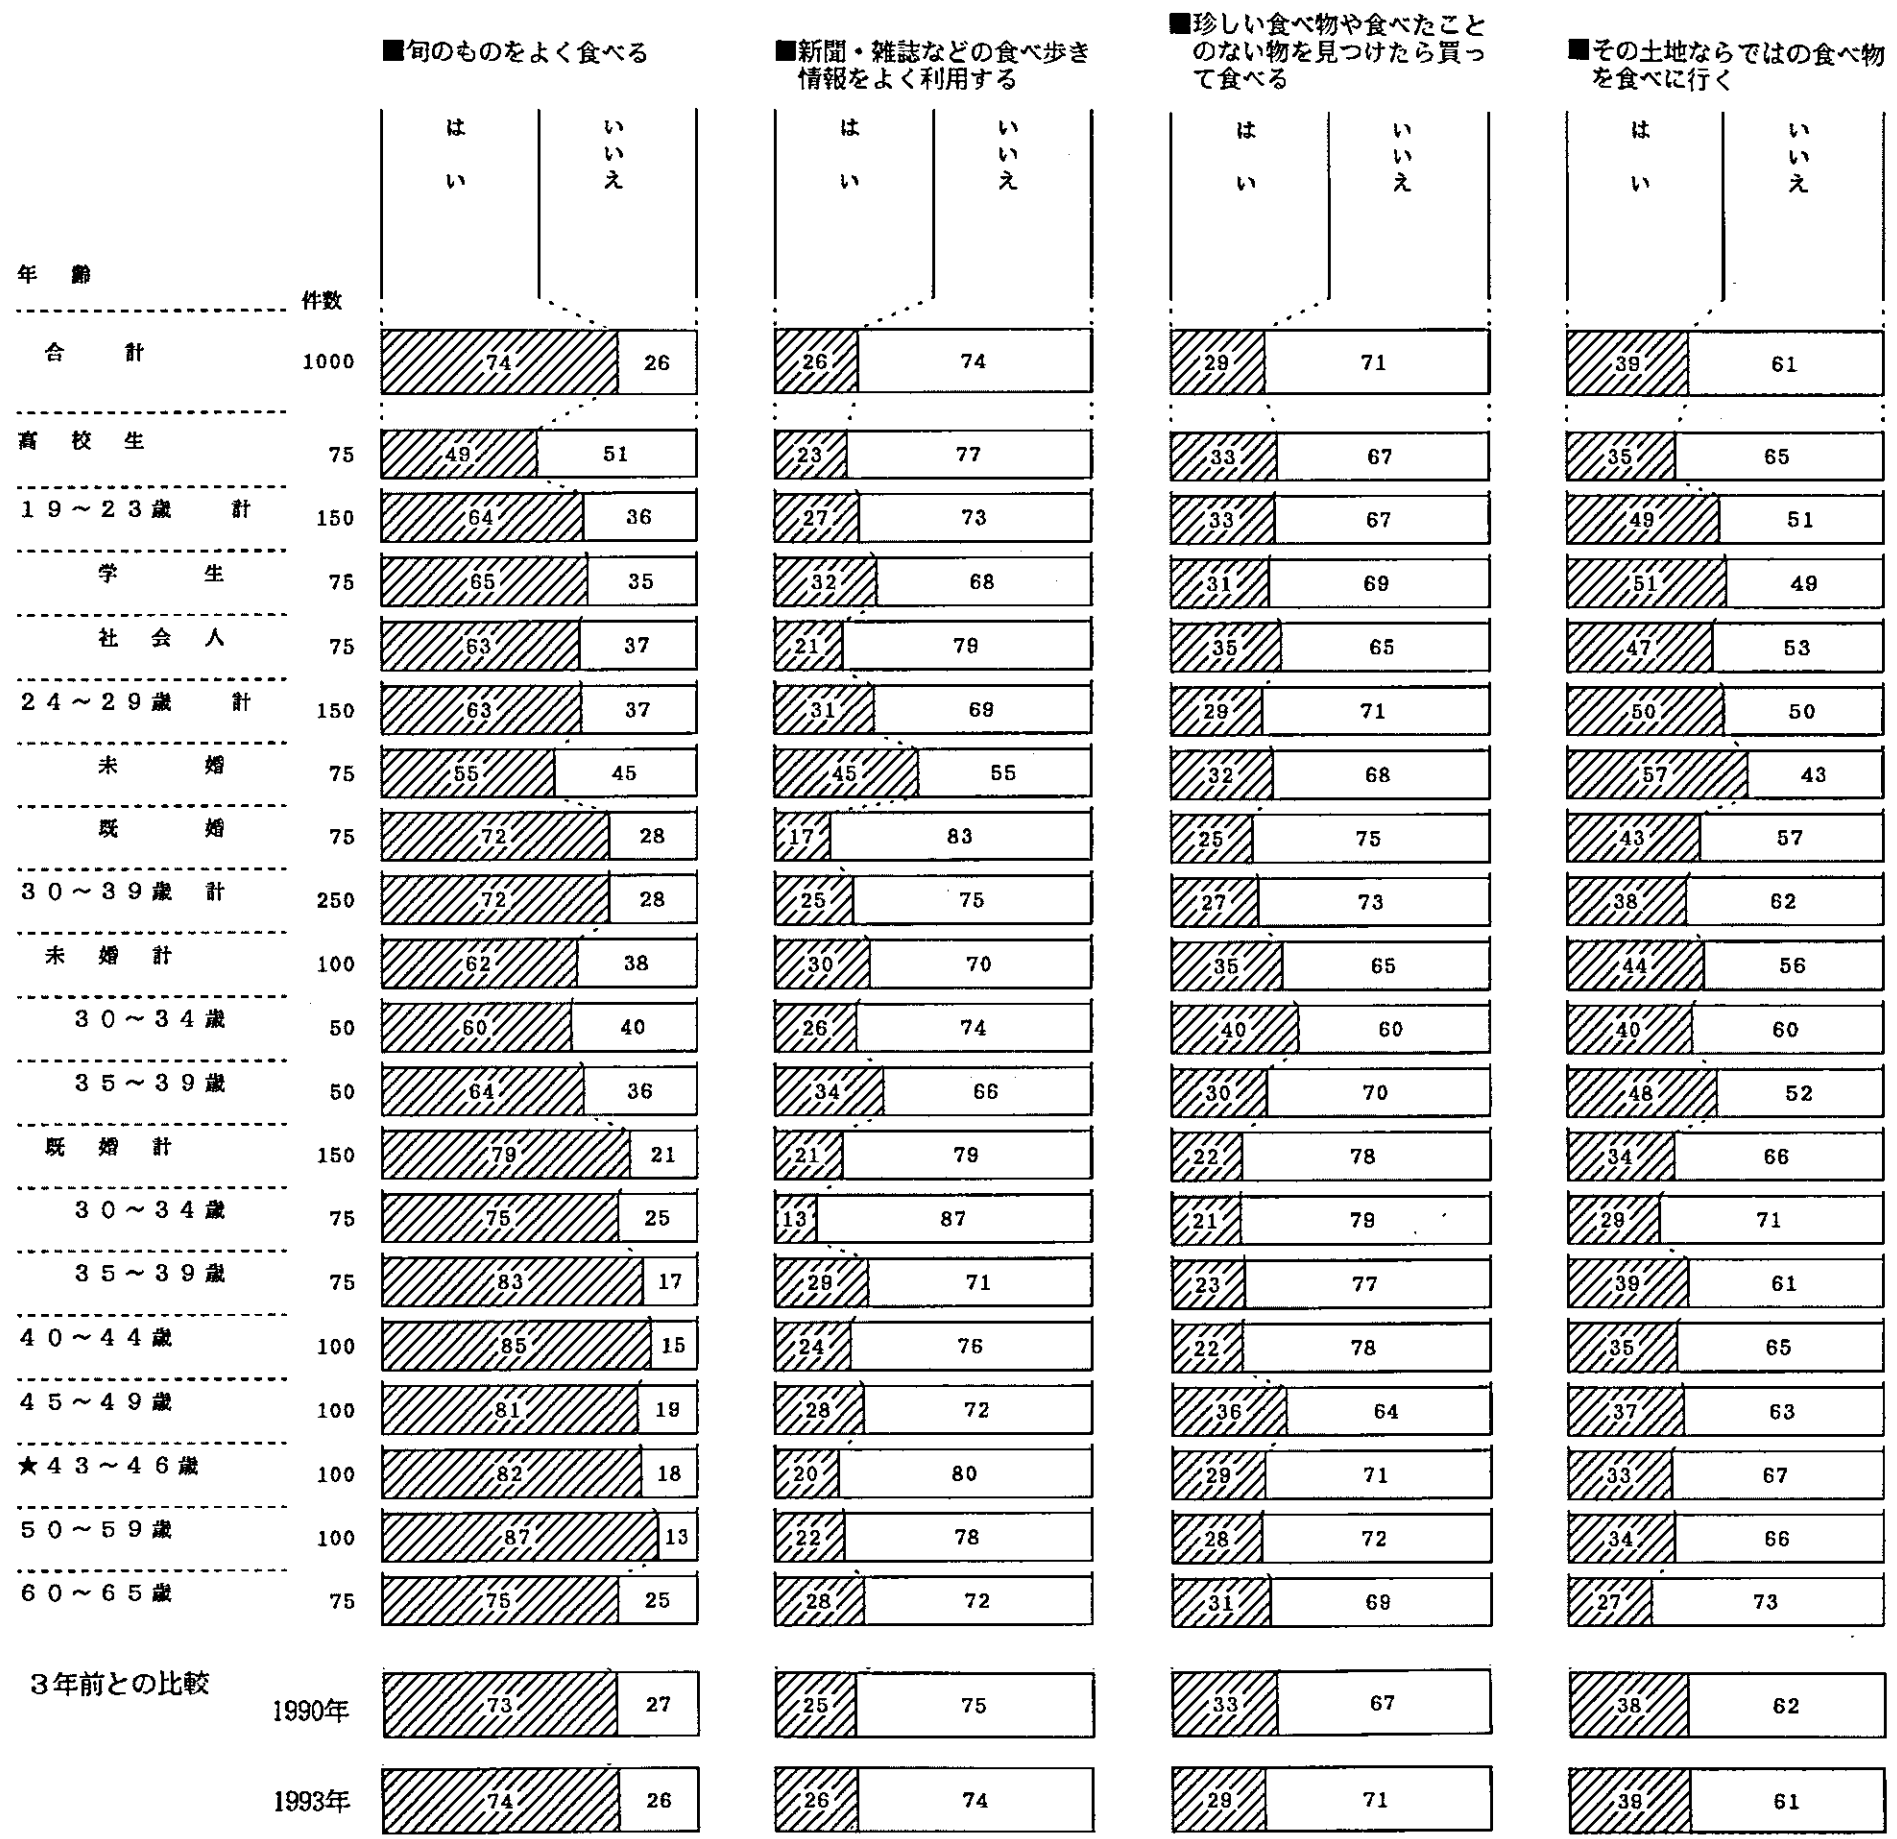 ■旬のものをよく食べる
■新聞・雑誌などの食べ歩き
情報をよく利用する
■珍しい食べ物や食べたこと
のない物を見つけたら買っ
て食べる
■その土地ならではの食べ物
を食べに行く
はい いいえ はい いいえ はい いいえ はい いいえ
年齢
件数
合計 1000 74 26 26 74 29 71 39 61
高校生 75 49 51 23 77 33 67 35 65
19～23歳 計 150 64 36 27 73 33 67 49 51
学生 75 65 35 32 68 31 69 51 49
社会人 75 63 37 21 79 35 65 47 53
24～29歳 計 150 63 37 31 69 29 71 50 50
未婚 75 55 45 45 55 32 68 57 43
既婚 75 72 28 17 83 25 75 43 57
30～39歳 計 250 72 28 25 75 27 73 38 62
未婚計 100 62 38 30 70 35 65 44 56
30～34歳 50 60 40 26 74 40 60 40 60
35～39歳 50 64 36 34 66 30 70 48 52
既婚計 150 79 21 21 79 22 78 34 66
30～34歳 75 75 25 13 87 21 79 29 71
35～39歳 75 83 17 29 71 23 77 39 61
40～44歳 100 85 15 24 76 22 78 35 65
45～49歳 100 81 19 28 72 36 64 37 63
★43～46歳 100 82 18 20 80 29 71 33 67
50～59歳 100 87 13 22 78 28 72 34 66
60～65歳 75 75 25 28 72 31 69 27 73
3年前との比較
1990年 73 27 25 75 33 67 38 62
1993年 74 26 26 74 29 71 39 61